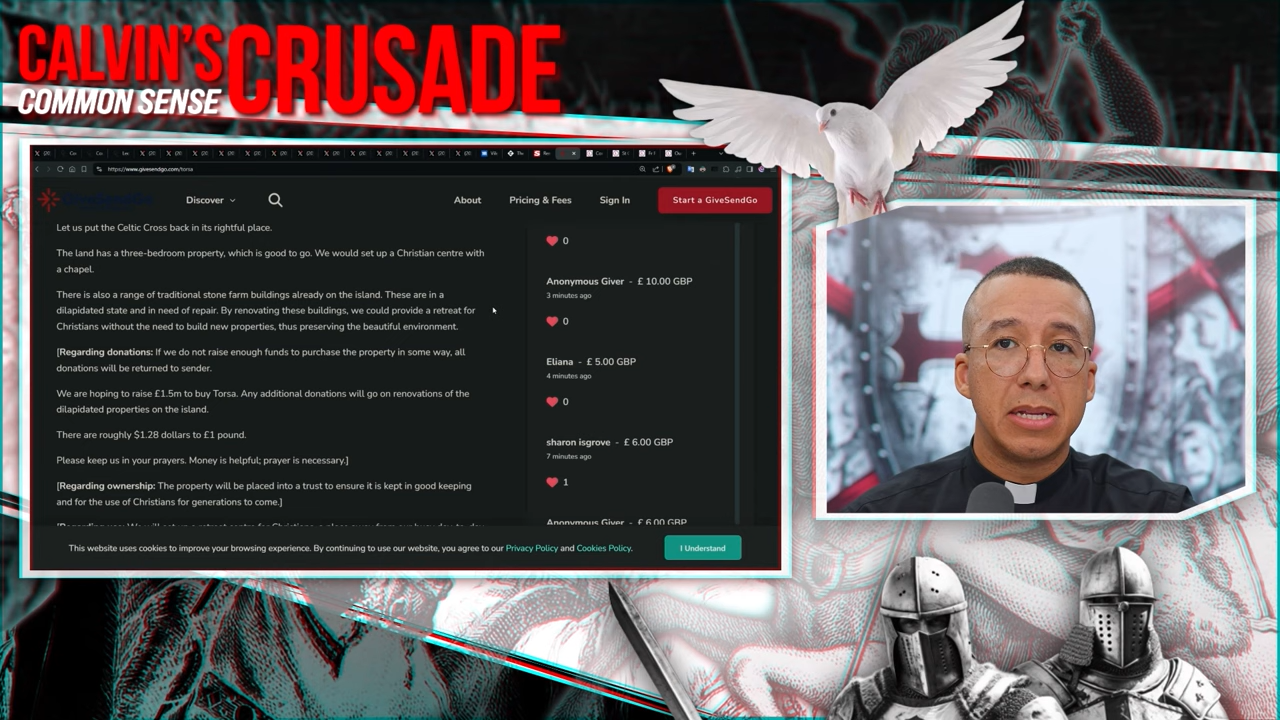 CALVIN'S
COMMON SENSE
CRUSADE
https://www.givesendgo.com/torsa
Discover
About
Pricing & Fees
Sign In
Start a GiveSendGo
Let us put the Celtic Cross back in its rightful place.
The land has a three-bedroom property, which is good to go. We would set up a Christian centre with
a chapel.
There is also a range of traditional stone farm buildings already on the island. These are in a
dilapidated state and in need of repair. By renovating these buildings, we could provide a retreat for
Christians without the need to build new properties, thus preserving the beautiful environment.
[Regarding donations: If we do not raise enough funds to purchase the property in some way, all
donations will be returned to sender.
We are hoping to raise £1.5m to buy Torsa. Any additional donations will go on renovations of the
dilapidated properties on the island.
There are roughly $1.28 dollars to £1 pound.
Please keep us in your prayers. Money is helpful; prayer is necessary.]
[Regarding ownership: The property will be placed into a trust to ensure it is kept in good keeping
and for the use of Christians for generations to come.]
0
Anonymous Giver - £ 10.00 GBP
3 minutes ago
0
Eliana - £ 5.00 GBP
4 minutes ago
0
sharon isgrove - £ 6.00 GBP
7 minutes ago
1
Anonymous Giver - £ 6.00 GBP
This website uses cookies to improve your browsing experience. By continuing to use our website, you agree to our Privacy Policy and Cookies Policy.
I Understand